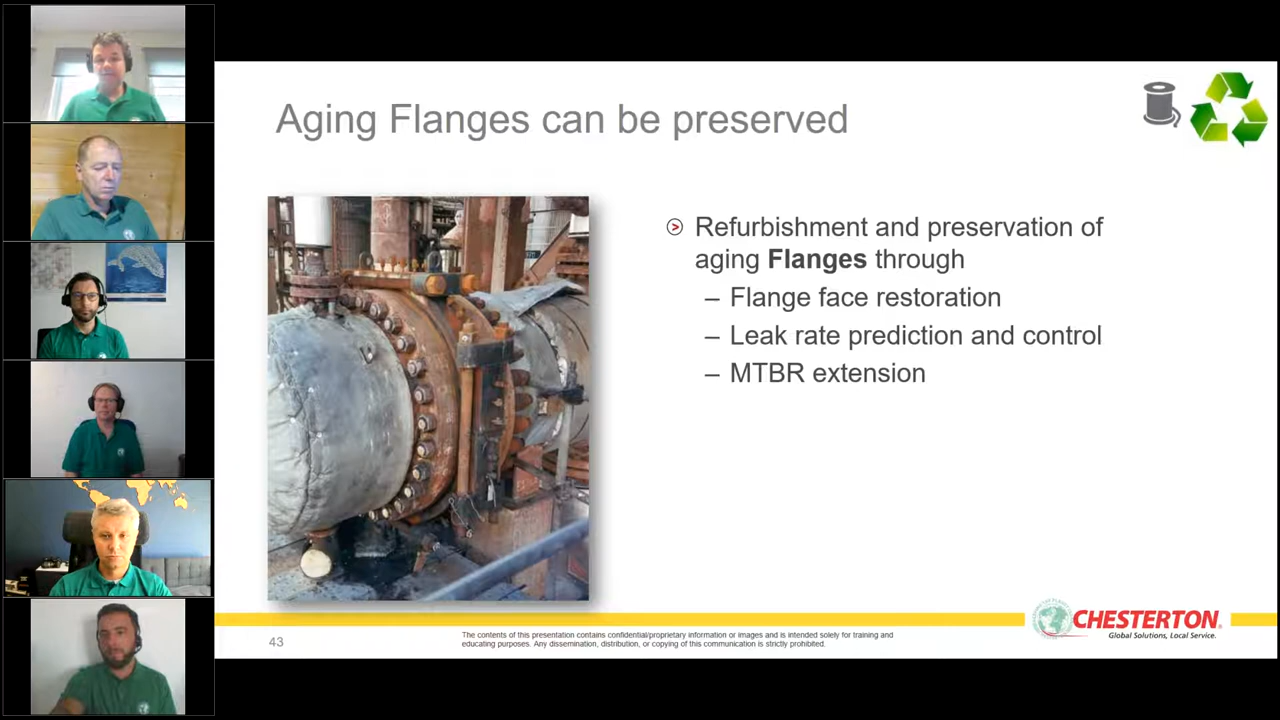 Aging Flanges can be preserved
Refurbishment and preservation of
aging Flanges through
– Flange face restoration
– Leak rate prediction and control
– MTBR extension
CHESTERTON®
Global Solutions, Local Service.
43
The contents of this presentation contains confidential/proprietary information or images and is intended solely for training and
educating purposes. Any dissemination, distribution, or copying of this communication is strictly prohibited.